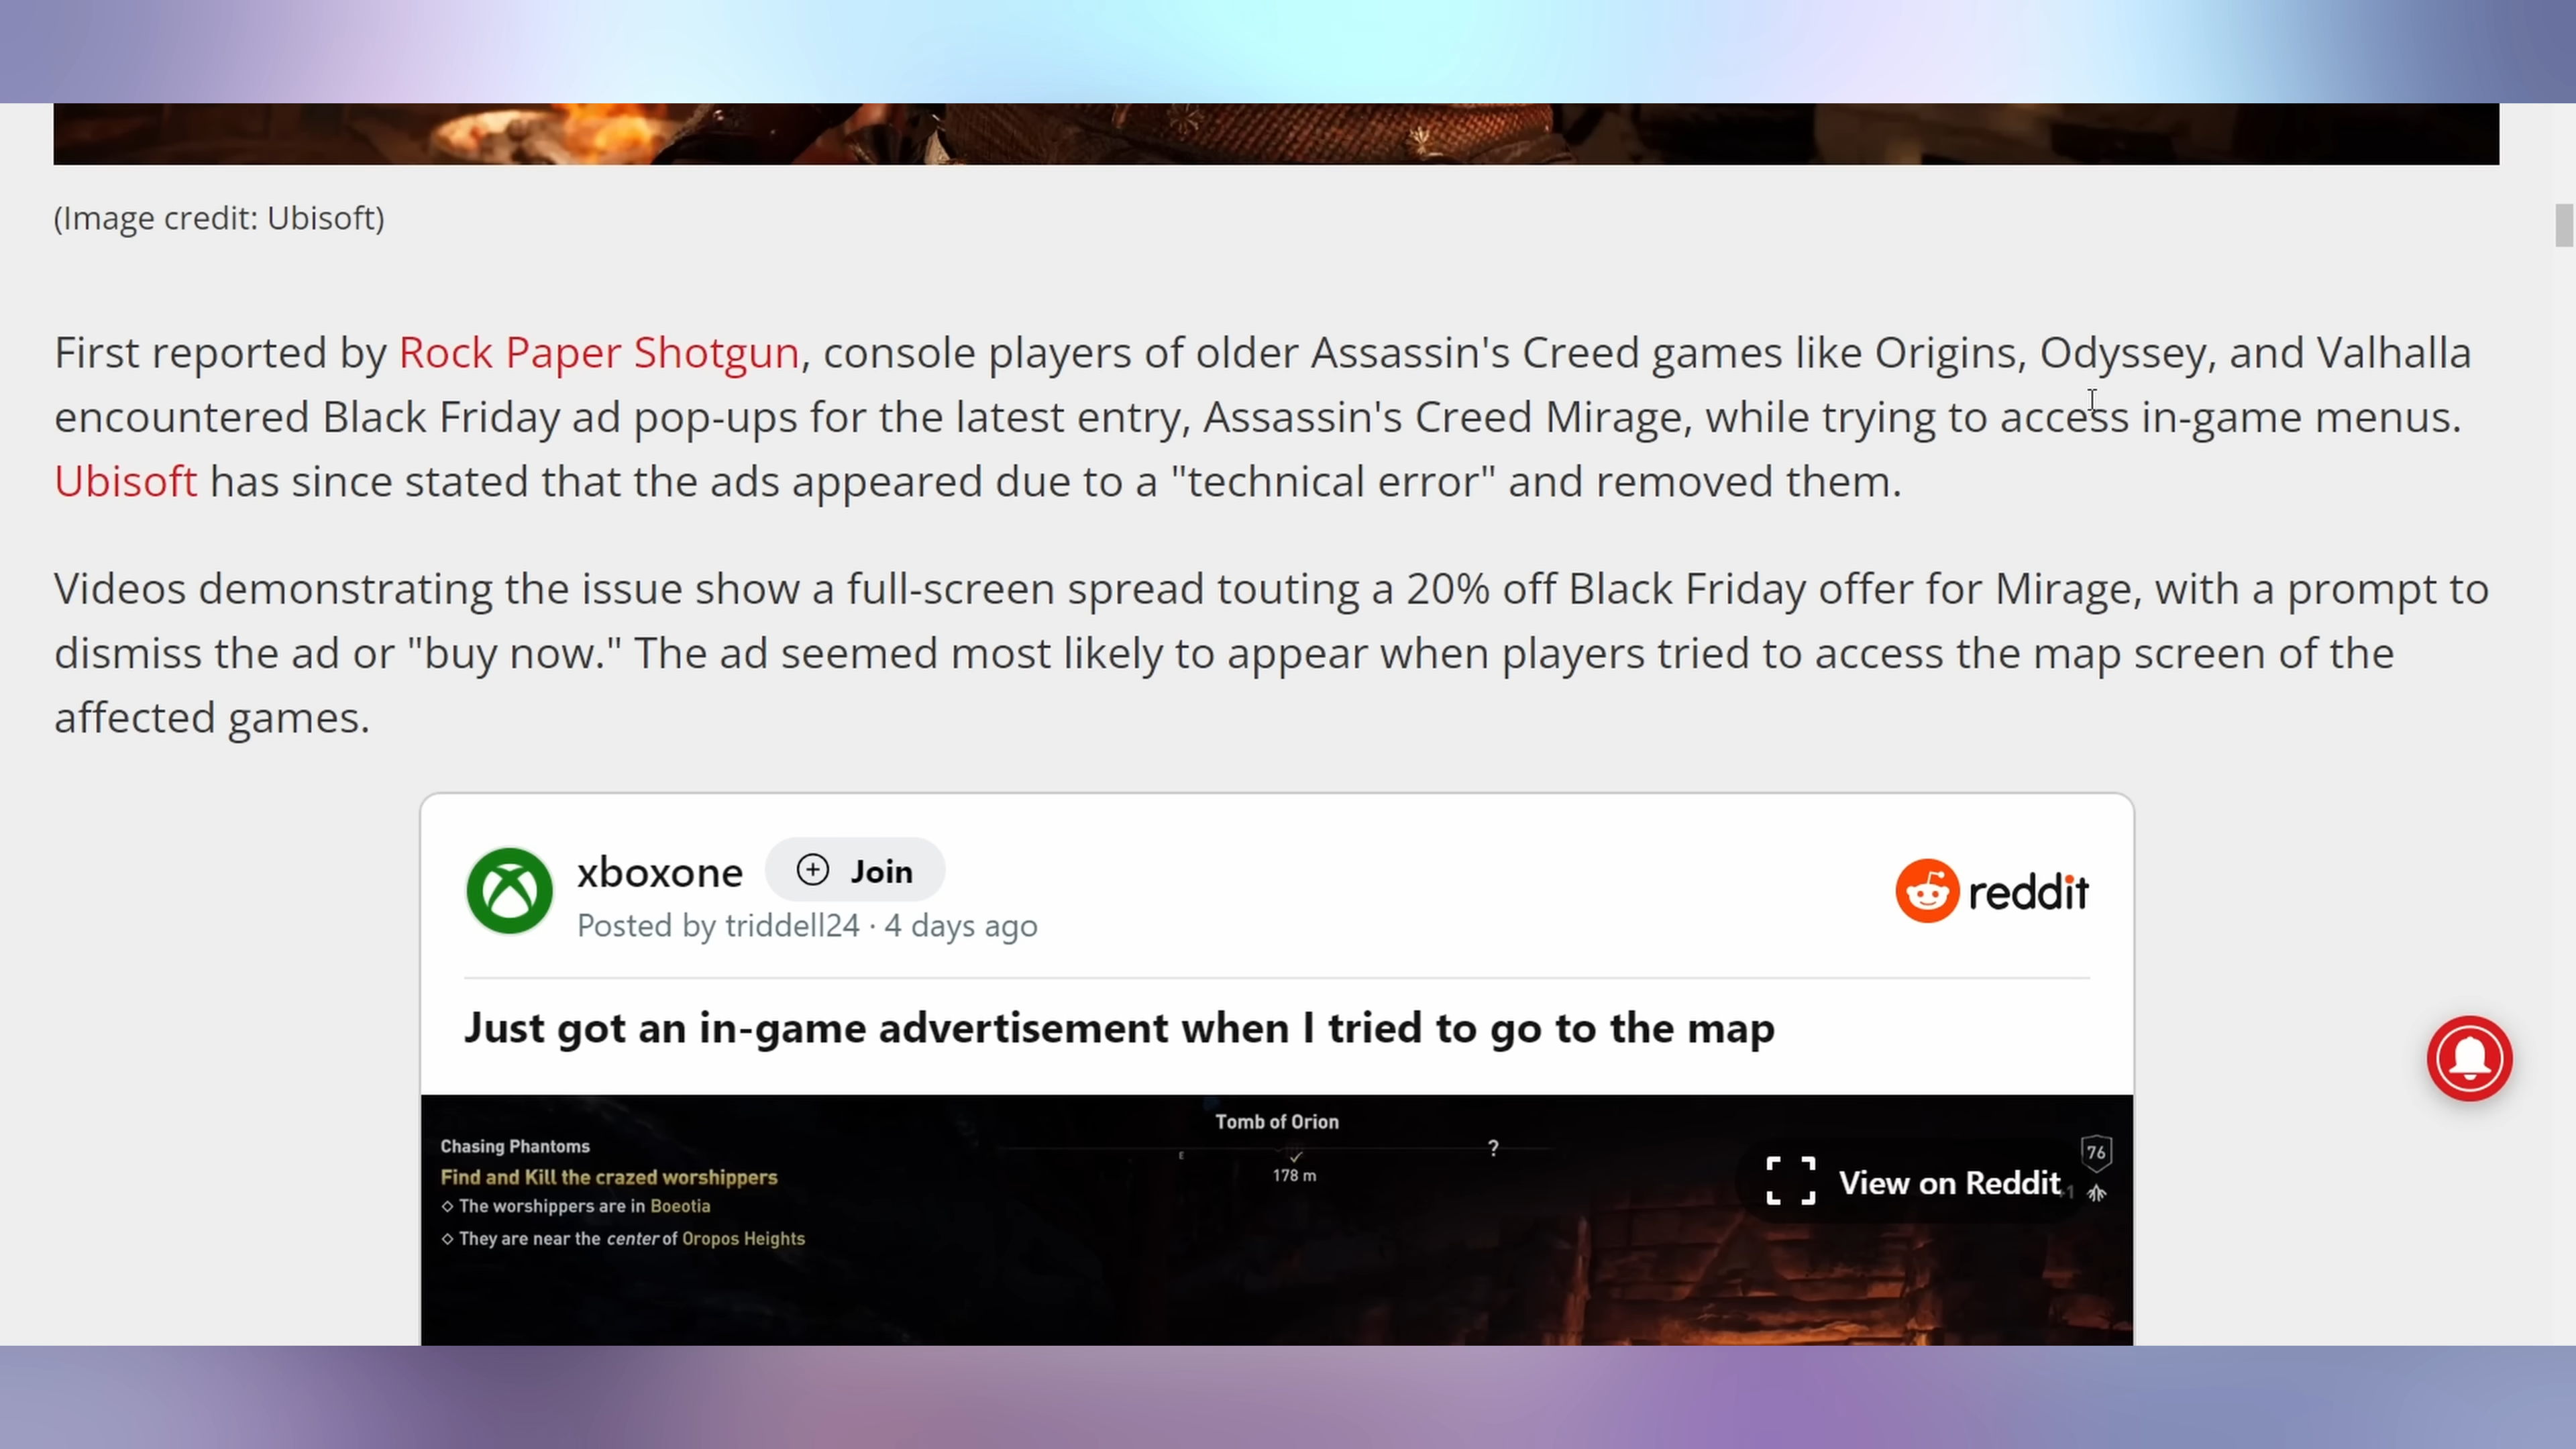 (Image credit: Ubisoft)
First reported by Rock Paper Shotgun, console players of older Assassin's Creed games like Origins, Odyssey, and Valhalla
encountered Black Friday ad pop-ups for the latest entry, Assassin's Creed Mirage, while trying to access in-game menus.
Ubisoft has since stated that the ads appeared due to a "technical error" and removed them.
Videos demonstrating the issue show a full-screen spread touting a 20% off Black Friday offer for Mirage, with a prompt to
dismiss the ad or "buy now." The ad seemed most likely to appear when players tried to access the map screen of the
affected games.
xboxone Join
Posted by triddell24 · 4 days ago
reddit
Just got an in-game advertisement when I tried to go to the map
Tomb of Orion
Chasing Phantoms
Find and Kill the crazed worshippers
◇ The worshippers are in Boeotia
◇ They are near the center of Oropos Heights
E
?
178 m
View on Reddit
76
+1